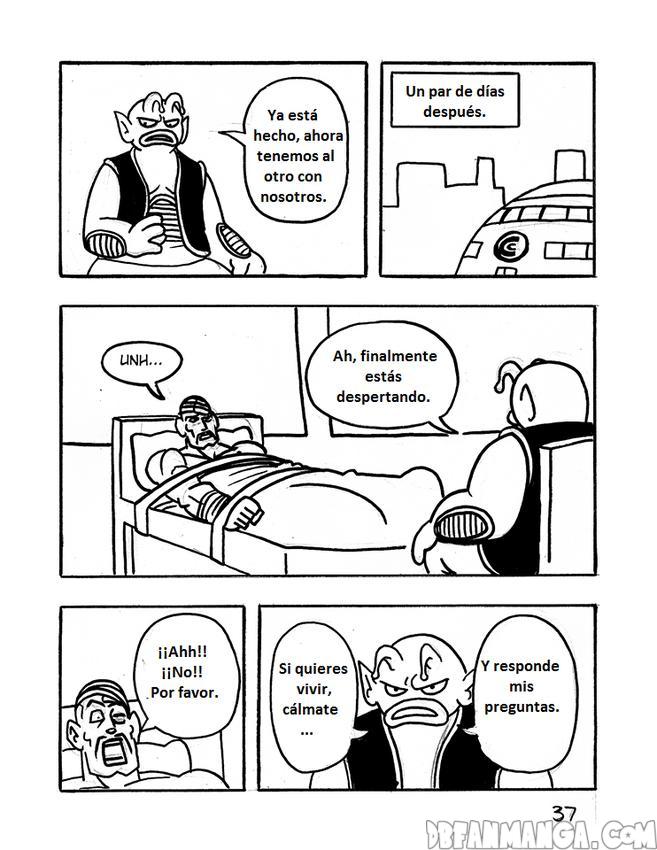 Ya está
hecho, ahora
tenemos al
otro con
nosotros.
Un par de días
después.
UNH...
Ah, finalmente
estás
despertando.
¡¡Ahh!!
¡¡No!!
Por favor.
Si quieres
vivir,
cálmate
...
Y responde
mis
preguntas.
37
DBFANMANGA.COM